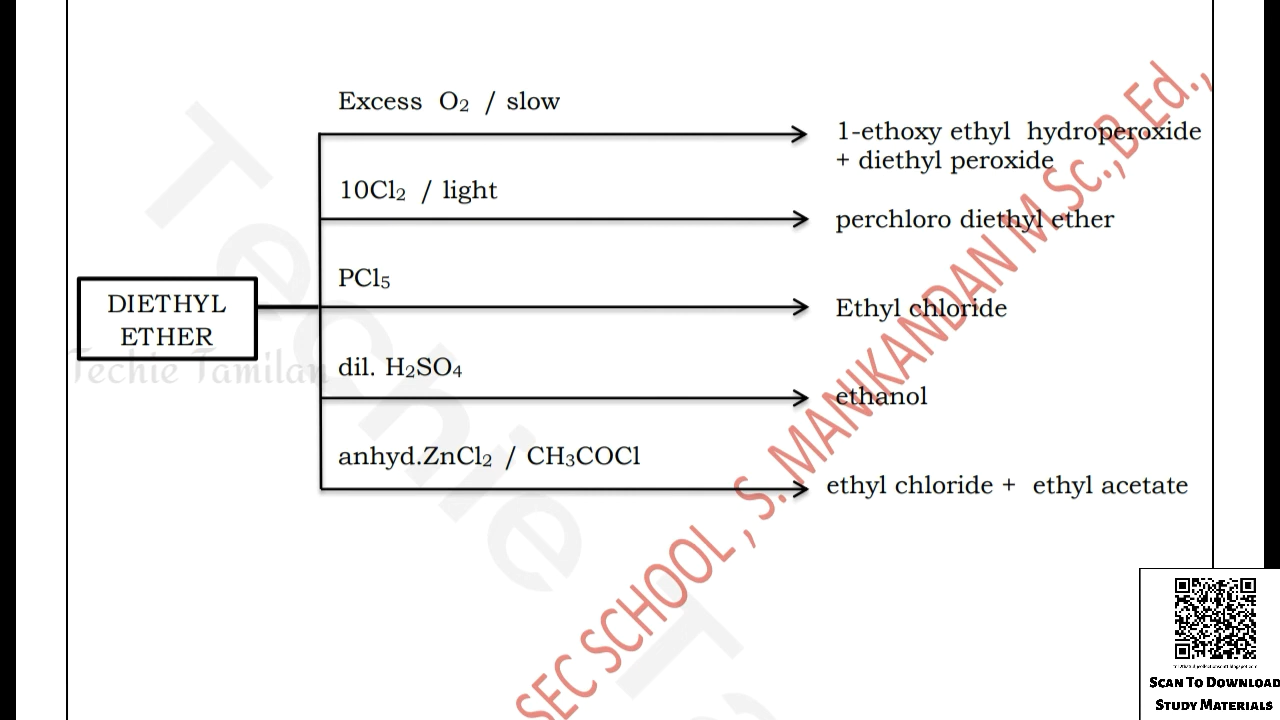 Excess O₂ / slow
1-ethoxy ethyl hydroperoxide
+ diethyl peroxide
10Cl₂ / light
perchloro diethyl ether
PCl₅
DIETHYL
ETHER
Ethyl chloride
Techie Tamilan
dil. H₂SO₄
ethanol
anhyd.ZnCl₂ / CH₃COCl
ethyl chloride + ethyl acetate
SEC SCHOOL , S. MANIKANDAN M.Sc.,B.Ed.,
Techie Ta
SCAN TO DOWNLOAD
STUDY MATERIALS